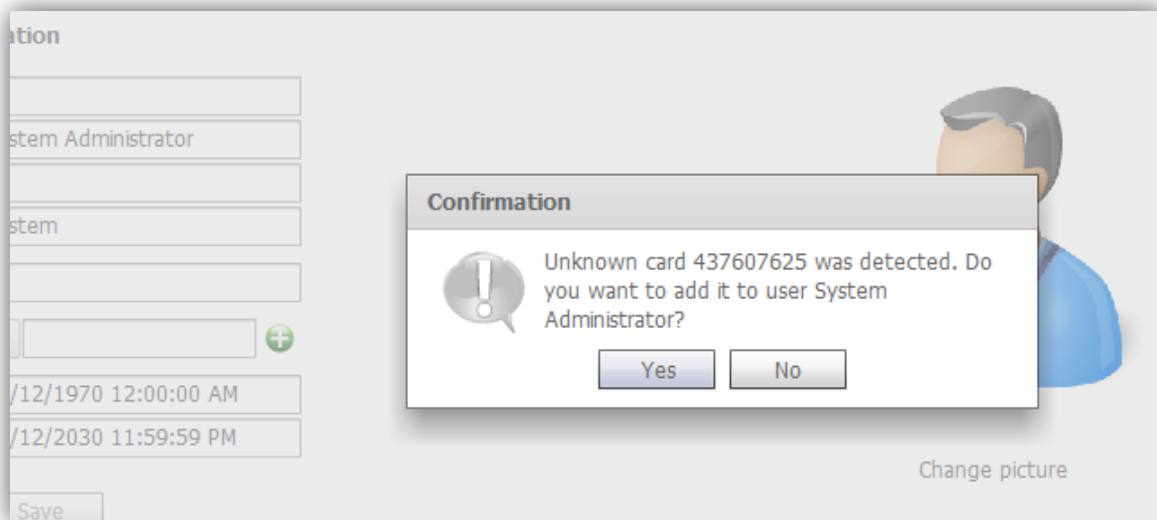 ation
stem Administrator
stem
/12/1970 12:00:00 AM
/12/2030 11:59:59 PM
Save
Confirmation
Unknown card 437607625 was detected. Do
you want to add it to user System
Administrator?
Yes No
Change picture